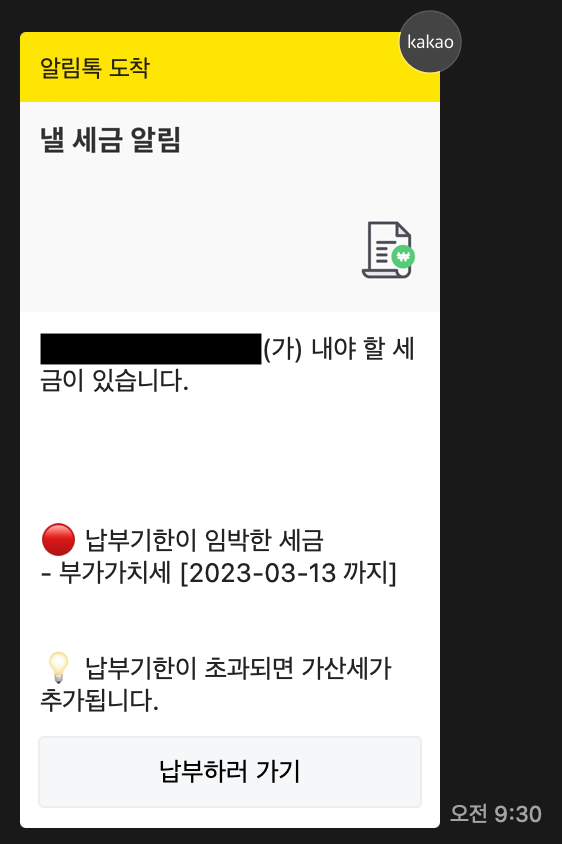 kakao
알림톡 도착
낼 세금 알림
(가) 내야 할 세
금이 있습니다.
납부기한이 임박한 세금
- 부가가치세 [2023-03-13 까지]
납부기한이 초과되면 가산세가
추가됩니다.
납부하러 가기
오전 9:30